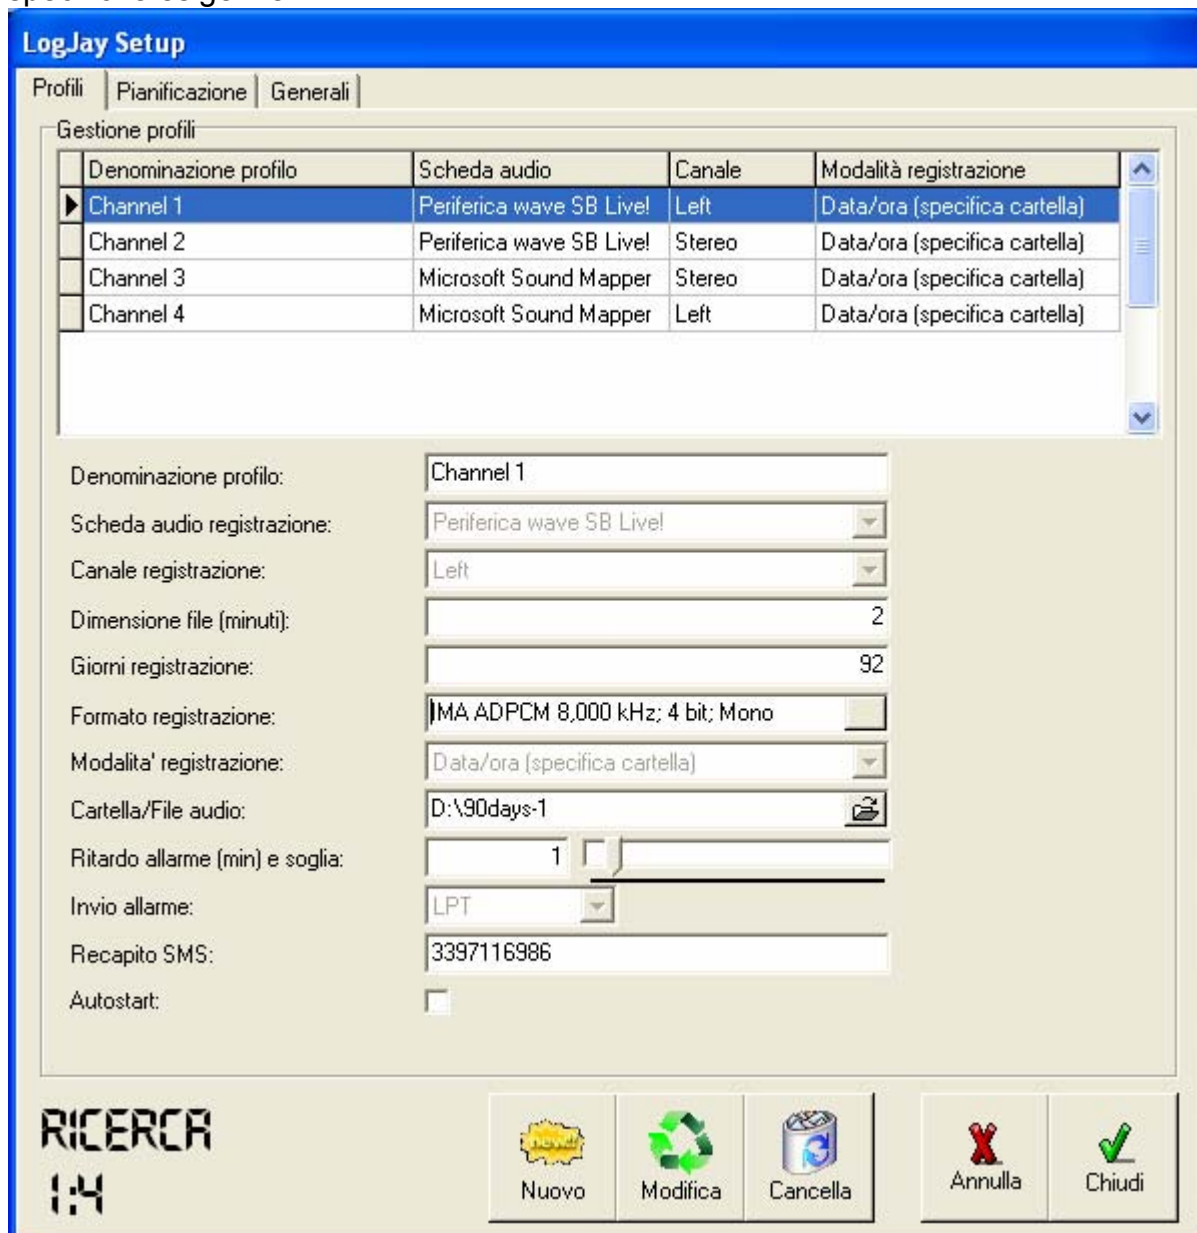 LogJay Setup
Profili Pianificazione Generali
Gestione profili
Denominazione profilo Scheda audio Canale Modalità registrazione
Channel 1 Periferica wave SB Live! Left Data/ora (specifica cartella)
Channel 2 Periferica wave SB Live! Stereo Data/ora (specifica cartella)
Channel 3 Microsoft Sound Mapper Stereo Data/ora (specifica cartella)
Channel 4 Microsoft Sound Mapper Left Data/ora (specifica cartella)
Denominazione profilo: Channel 1
Scheda audio registrazione: Periferica wave SB Live!
Canale registrazione: Left
Dimensione file (minuti): 2
Giorni registrazione: 92
Formato registrazione: IMA ADPCM 8,000 kHz; 4 bit; Mono
Modalita' registrazione: Data/ora (specifica cartella)
Cartella/File audio: D:\90days-1
Ritardo allarme (min) e soglia: 1
Invio allarme: LPT
Recapito SMS: 3397116986
Autostart:
RICERCA
1:4
new!
Nuovo Modifica Cancella Annulla Chiudi